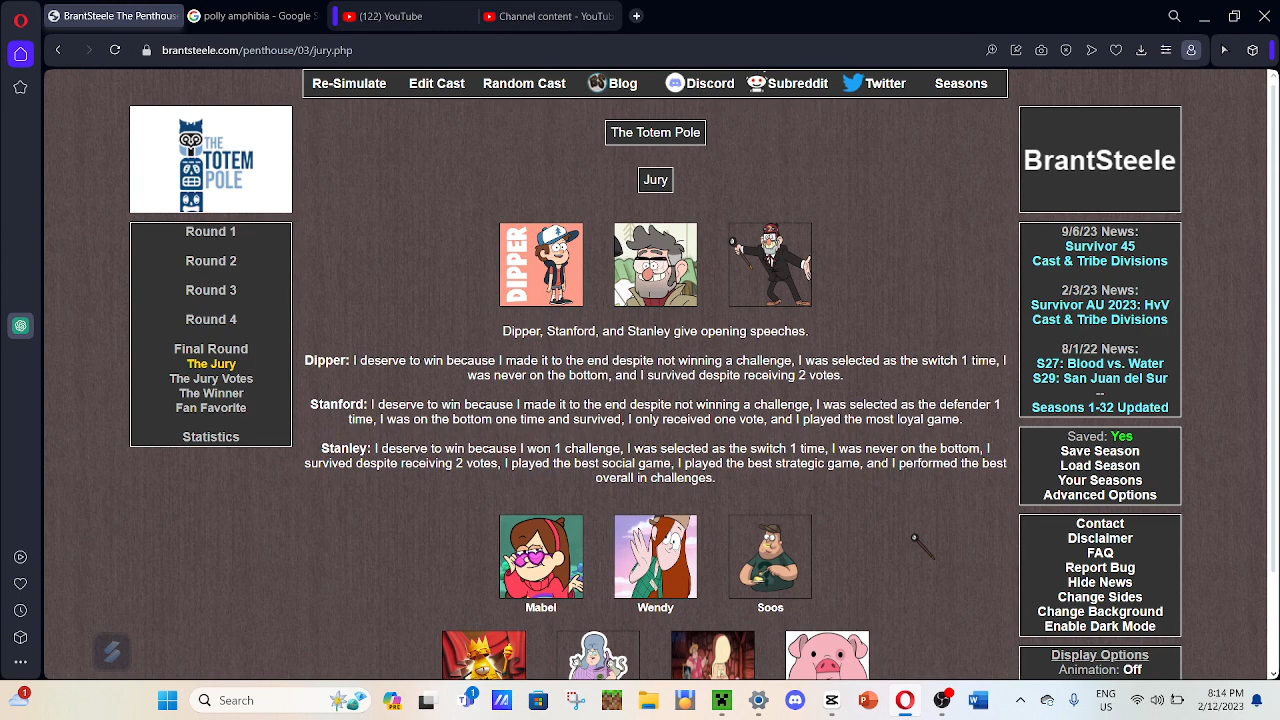 BrantSteele The Penthous
polly amphibia - Google S
(122) YouTube
Channel content - YouTu
brantsteele.com/penthouse/03/jury.php
Re-Simulate
Edit Cast
Random Cast
Blog
Discord
Subreddit
Twitter
Seasons
THE
TOTEM
POLE
Round 1
Round 2
Round 3
Round 4
Final Round
The Jury
The Jury Votes
The Winner
Fan Favorite
Statistics
The Totem Pole
Jury
DIPPER
Dipper, Stanford, and Stanley give opening speeches.
Dipper: I deserve to win because I made it to the end despite not winning a challenge, I was selected as the switch 1 time, I
was never on the bottom, and I survived despite receiving 2 votes.
Stanford: I deserve to win because I made it to the end despite not winning a challenge, I was selected as the defender 1
time, I was on the bottom one time and survived, I only received one vote, and I played the most loyal game.
Stanley: I deserve to win because I won 1 challenge, I was selected as the switch 1 time, I was never on the bottom, I
survived despite receiving 2 votes, I played the best social game, I played the best strategic game, and I performed the best
overall in challenges.
Mabel
Wendy
Soos
BrantSteele
9/6/23 News:
Survivor 45
Cast & Tribe Divisions
2/3/23 News:
Survivor AU 2023: HvV
Cast & Tribe Divisions
8/1/22 News:
S27: Blood vs. Water
S29: San Juan del Sur
--
Seasons 1-32 Updated
Saved: Yes
Save Season
Load Season
Your Seasons
Advanced Options
Contact
Disclaimer
FAQ
Report Bug
Hide News
Change Sides
Change Background
Enable Dark Mode
Display Options
Animation: Off
1
Search
1
ENG
US
8:14 PM
2/12/2023